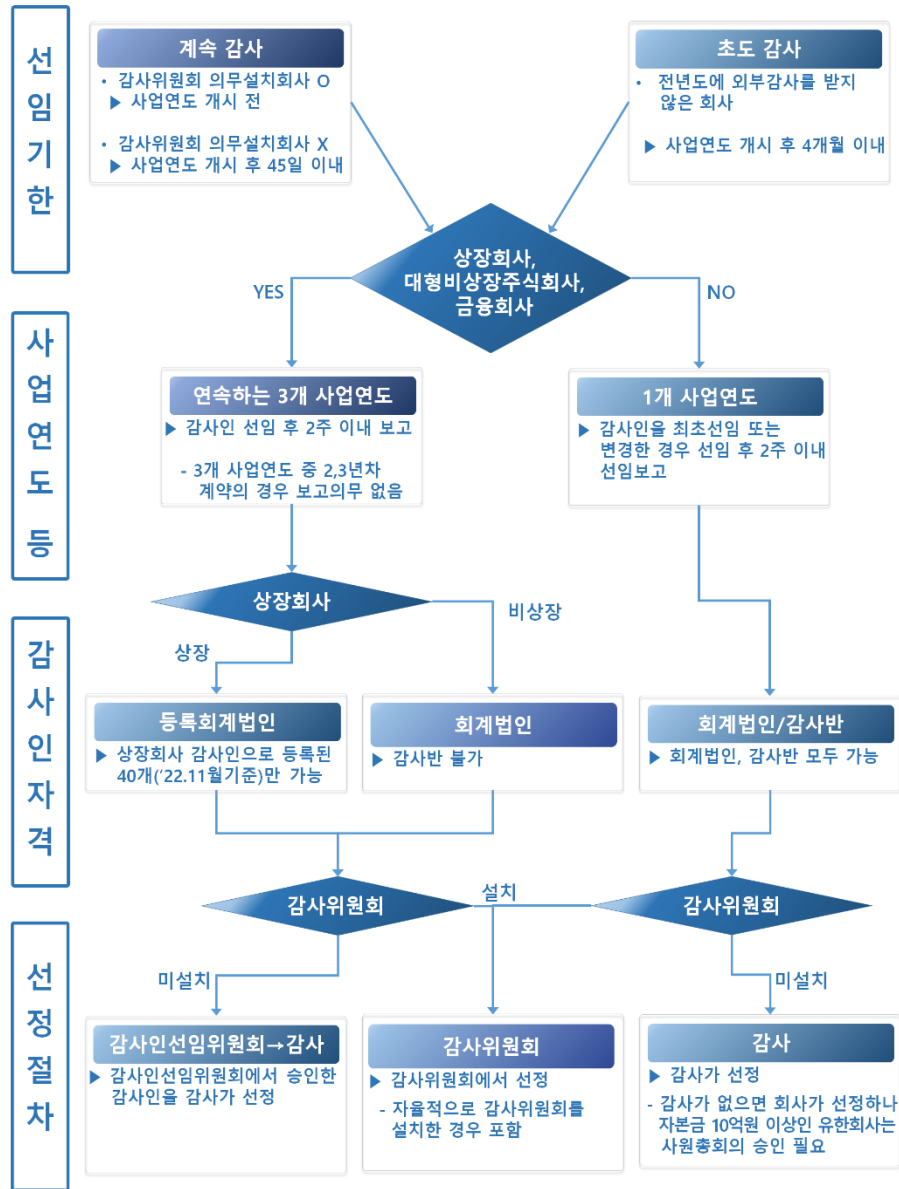 선임기한
계속 감사
• 감사위원회 의무설치회사 O
▶ 사업연도 개시 전
• 감사위원회 의무설치회사 X
▶ 사업연도 개시 후 45일 이내
초도 감사
• 전년도에 외부감사를 받지
않은 회사
▶ 사업연도 개시 후 4개월 이내
상장회사,
대형비상장주식회사,
금융회사
YES
NO
사업연도 등
연속하는 3개 사업연도
▶ 감사인 선임 후 2주 이내 보고
- 3개 사업연도 중 2,3년차
계약의 경우 보고의무 없음
1개 사업연도
▶ 감사인을 최초선임 또는
변경한 경우 선임 후 2주 이내
선임보고
상장회사
비상장
상장
감사인자격
등록회계법인
▶ 상장회사 감사인으로 등록된
40개('22.11월기준)만 가능
회계법인
▶ 감사반 불가
회계법인/감사반
▶ 회계법인, 감사반 모두 가능
감사위원회
설치
감사위원회
미설치
미설치
선정절차
감사인선임위원회→감사
▶ 감사인선임위원회에서 승인한
감사인을 감사가 선정
감사위원회
▶ 감사위원회에서 선정
- 자율적으로 감사위원회를
설치한 경우 포함
감사
▶ 감사가 선정
- 감사가 없으면 회사가 선정하나
자본금 10억원 이상인 유한회사는
사원총회의 승인 필요